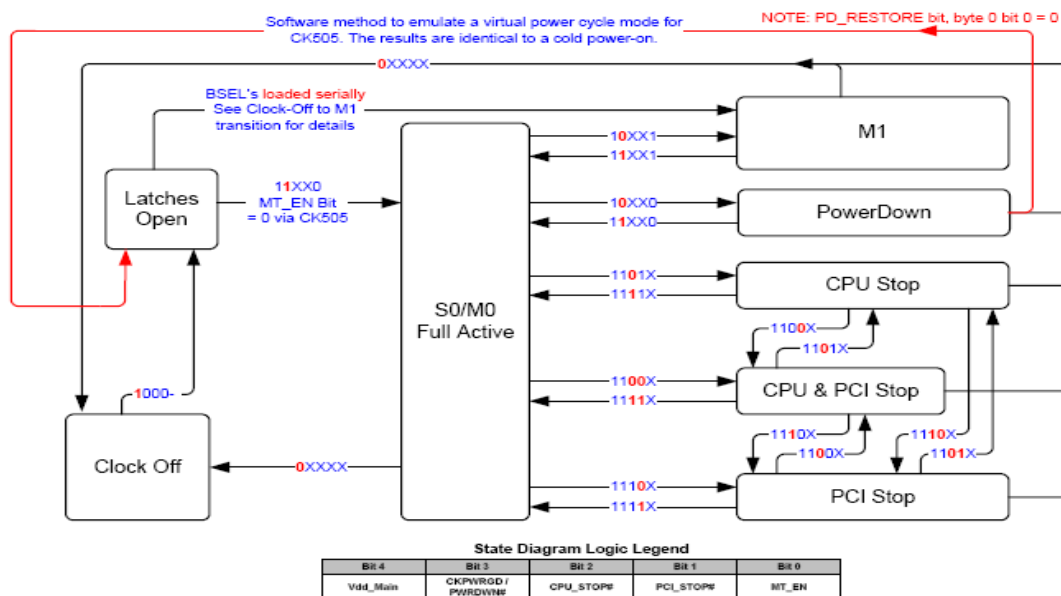 Software method to emulate a virtual power cycle mode for
CK505. The results are identical to a cold power-on.
NOTE: PD_RESTORE bit, byte 0 bit 0 = 0
0XXXX
BSEL's loaded serially
See Clock-Off to M1
transition for details
M1
10XX1
11XX1
Latches
Open
11XX0
MT_EN Bit
= 0 via CK505
10XX0
11XX0
PowerDown
S0/M0
Full Active
1101X
1111X
CPU Stop
1100X
1101X
1100X
1111X
CPU & PCI Stop
1000-
1110X
1100X
1110X
1101X
Clock Off
0XXXX
1110X
1111X
PCI Stop
State Diagram Logic Legend
Bit 4 Bit 3 Bit 2 Bit 1 Bit 0
Vdd_Main CKPWRGD / PWRDWN# CPU_STOP# PCI_STOP# MT_EN